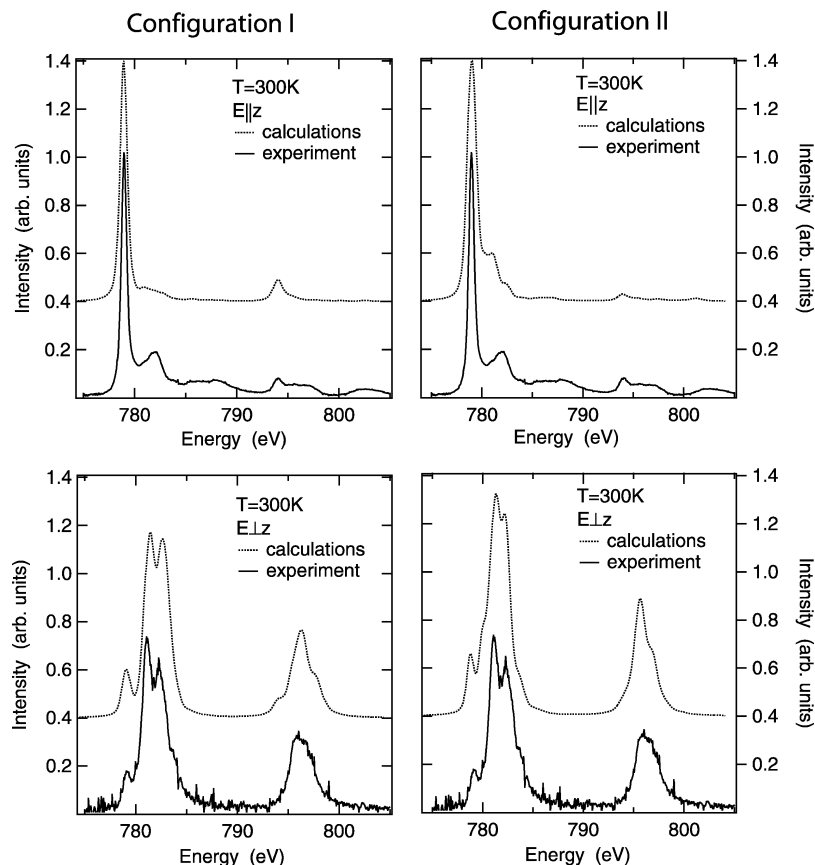 Configuration I
Configuration II
1.4
1.2
1.0
0.8
0.6
0.4
0.2
Intensity (arb. units)
T=300K
E||z
calculations
experiment
780
790
800
Energy (eV)
T=300K
E||z
calculations
experiment
1.4
1.2
1.0
0.8
0.6
0.4
0.2
Intensity (arb. units)
780
790
800
Energy (eV)
1.4
1.2
1.0
0.8
0.6
0.4
0.2
Intensity (arb. units)
T=300K
E⊥z
calculations
experiment
780
790
800
Energy (eV)
T=300K
E⊥z
calculations
experiment
1.4
1.2
1.0
0.8
0.6
0.4
0.2
Intensity (arb. units)
780
790
800
Energy (eV)